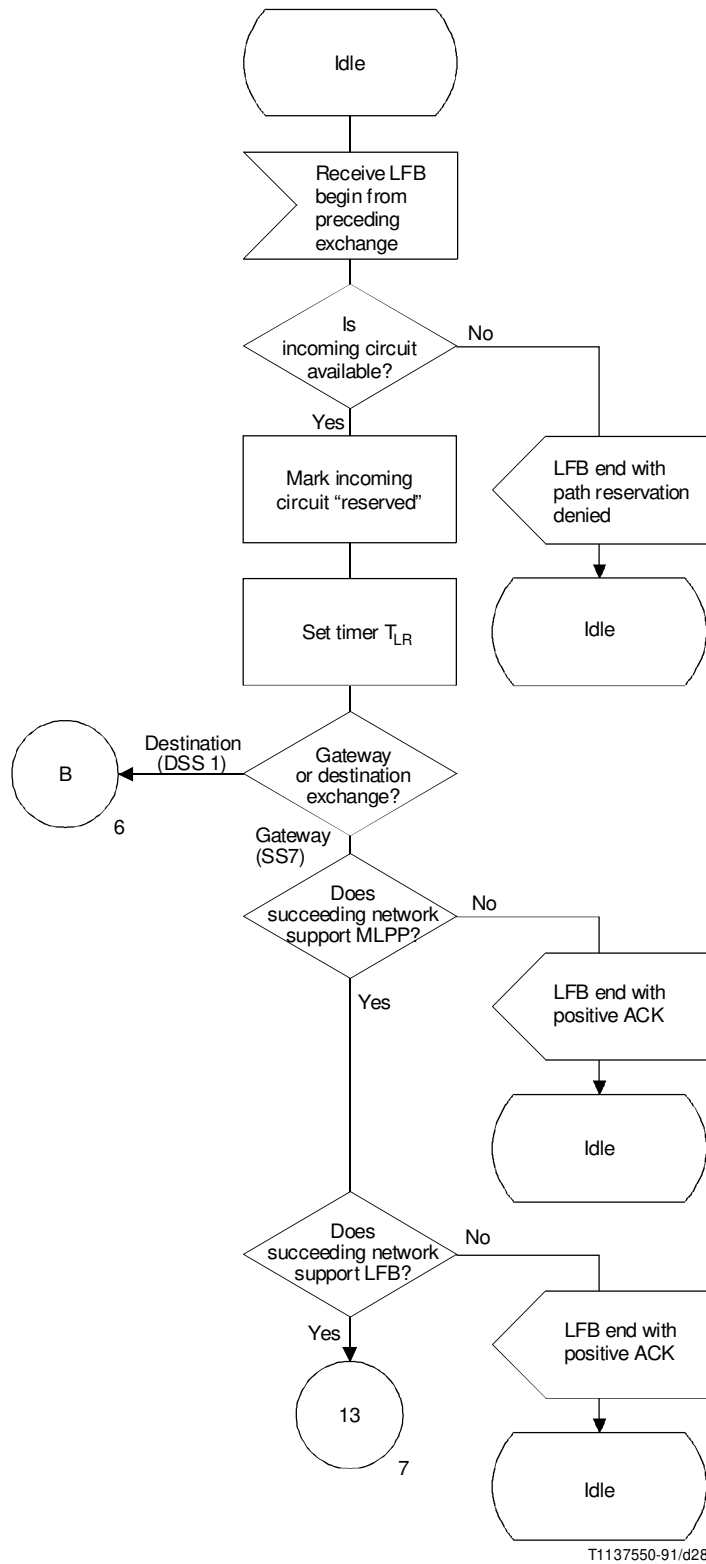 Idle
Receive LFB
begin from
preceding
exchange
Is
incoming circuit
available?
No
Yes
Mark incoming
circuit “reserved”
LFB end with
path reservation
denied
Set timer TLR
Idle
Destination
(DSS 1)
B
6
Gateway
or destination
exchange?
Gateway
(SS7)
Does
succeeding network
support MLPP?
No
Yes
LFB end with
positive ACK
Idle
Does
succeeding network
support LFB?
No
Yes
LFB end with
positive ACK
13
7
Idle
T1137550-91/d28